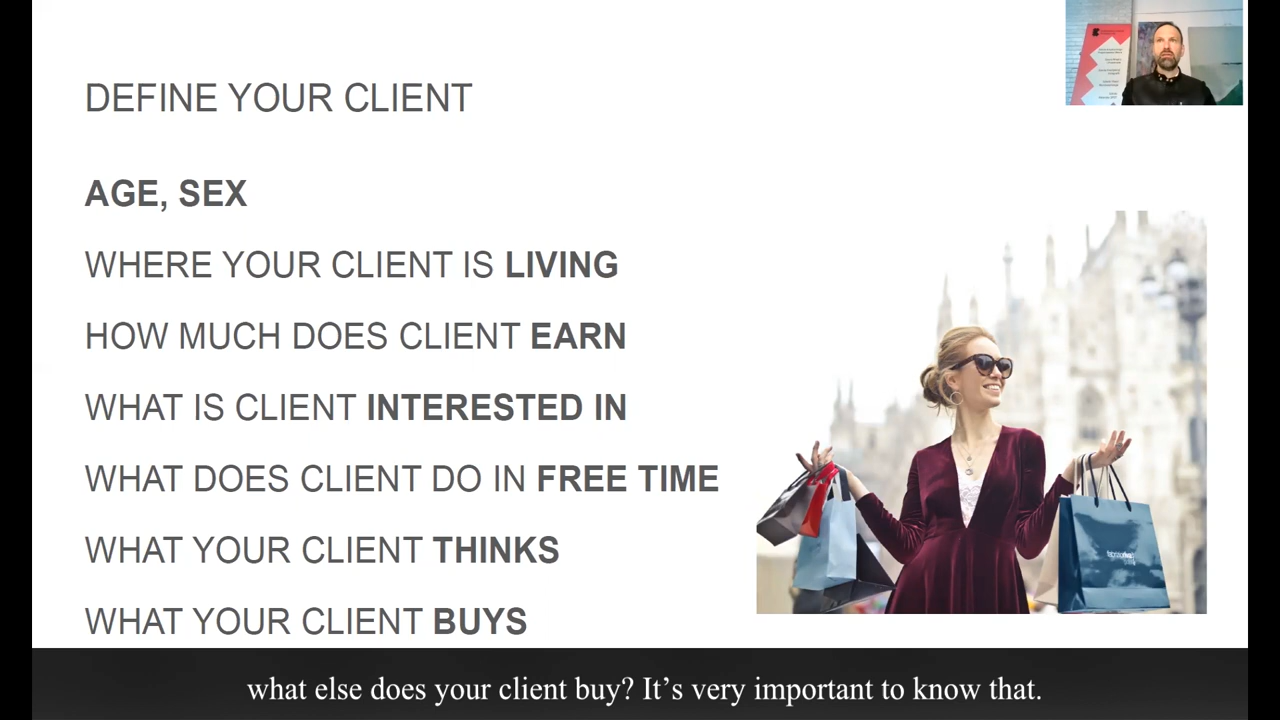 DEFINE YOUR CLIENT
AGE, SEX
WHERE YOUR CLIENT IS LIVING
HOW MUCH DOES CLIENT EARN
WHAT IS CLIENT INTERESTED IN
WHAT DOES CLIENT DO IN FREE TIME
WHAT YOUR CLIENT THINKS
WHAT YOUR CLIENT BUYS
what else does your client buy? It’s very important to know that.